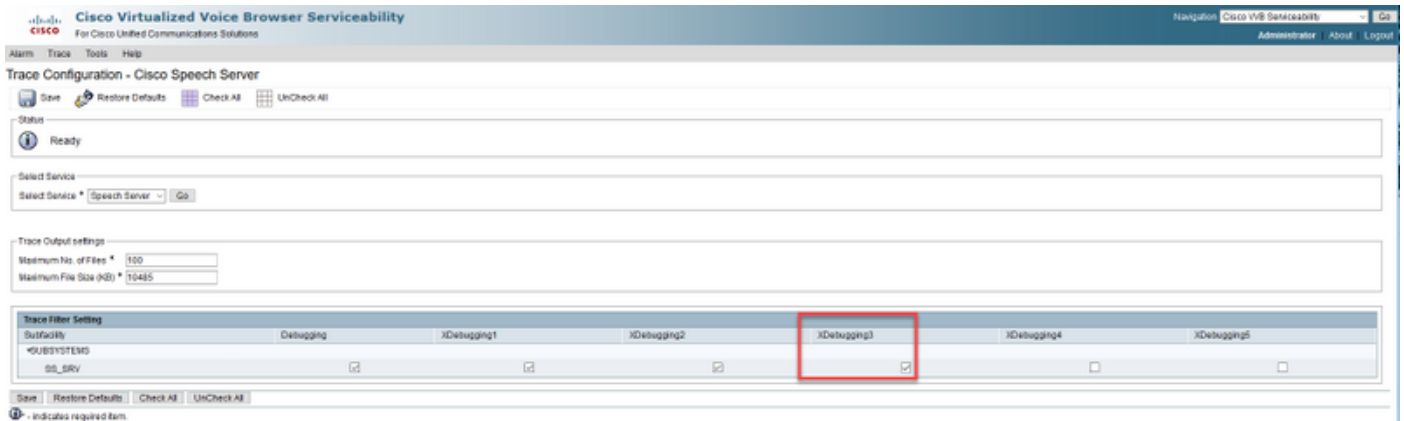 Cisco Virtualized Voice Browser Serviceability
Navigation Cisco VVB Serviceability Go
CISCO For Cisco Unified Communications Solutions
Administrator About Logout
Alarm Trace Tools Help
Trace Configuration - Cisco Speech Server
Save Restore Defaults Check All UnCheck All
Status
Ready
Select Service
Select Service * Speech Server Go
Trace Output settings
Maximum No. of Files * 100
Maximum File Size (KB) * 10485
Trace Filter Setting
Subfacility Debugging XDebugging1 XDebugging2 XDebugging3 XDebugging4 XDebugging5
SUBSYSTEMS
SS_SRV
Save Restore Defaults Check All UnCheck All
- indicates required item.